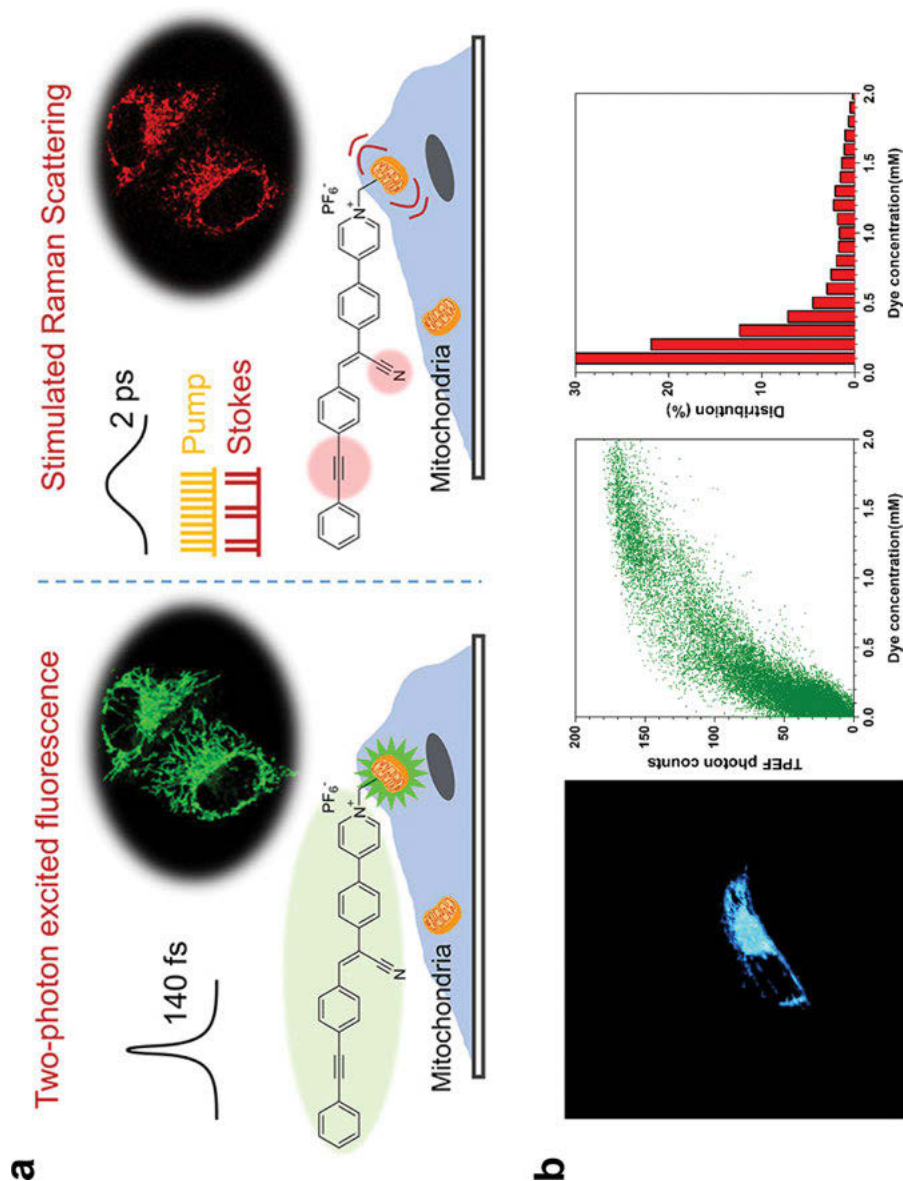 a
Two-photon excited fluorescence
140 fs
PF6-
N+
N
Mitochondria
Stimulated Raman Scattering
2 ps
Pump
Stokes
PF6-
N+
N
Mitochondria
b
TPEF photon counts
200
150
100
50
0
0.0 0.5 1.0 1.5 2.0
Dye concentration(mM)
Distribution (%)
30
20
10
0
0.0 0.5 1.0 1.5 2.0
Dye concentration(mM)